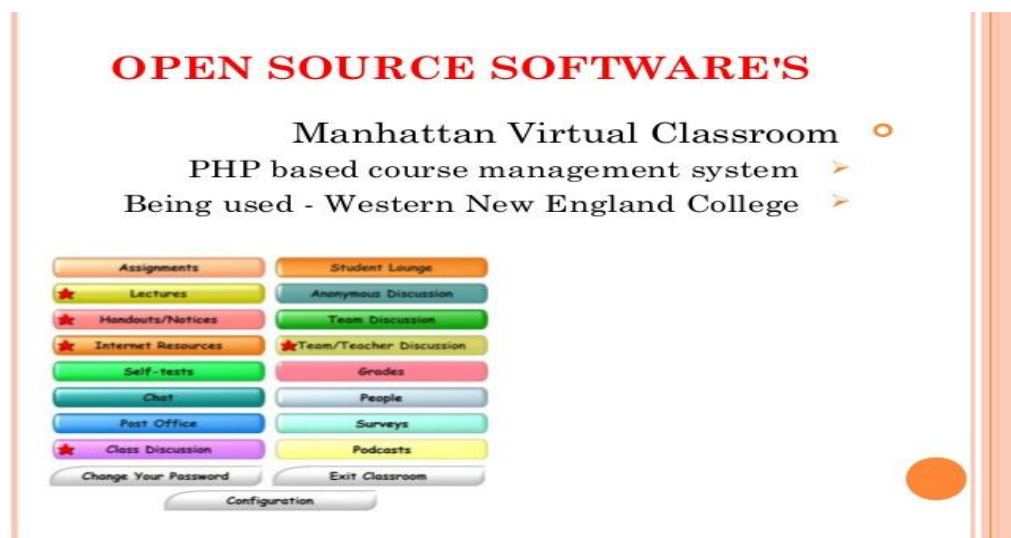 OPEN SOURCE SOFTWARE'S
Manhattan Virtual Classroom
PHP based course management system
Being used - Western New England College
Assignments
Student Lounge
Lectures
Anonymous Discussion
Handouts/Notices
Team Discussion
Internet Resources
Team/Teacher Discussion
Self-tests
Grades
Chat
People
Post Office
Surveys
Class Discussion
Podcasts
Change Your Password
Exit Classroom
Configuration